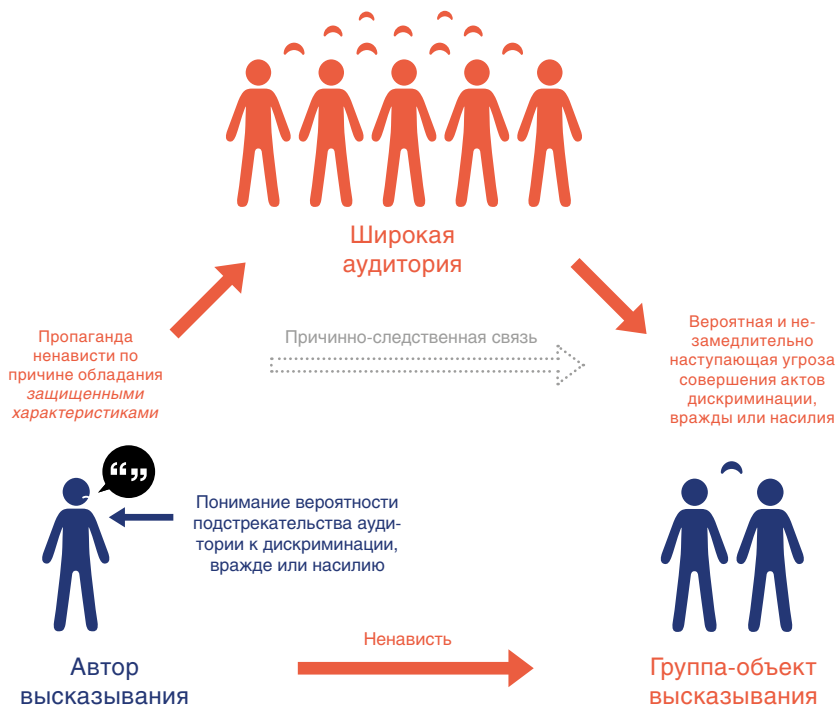 Широкая
аудитория
Причинно-следственная связь
Пропаганда
ненависти по
причине обладания
защищенными
характеристиками
Вероятная и не-
замедлительно
наступающая угроза
совершения актов
дискриминации,
вражды или насилия
“„
Понимание вероятности
подстрекательства ауди-
тории к дискриминации,
вражде или насилию
Ненависть
Автор
высказывания
Группа-объект
высказывания